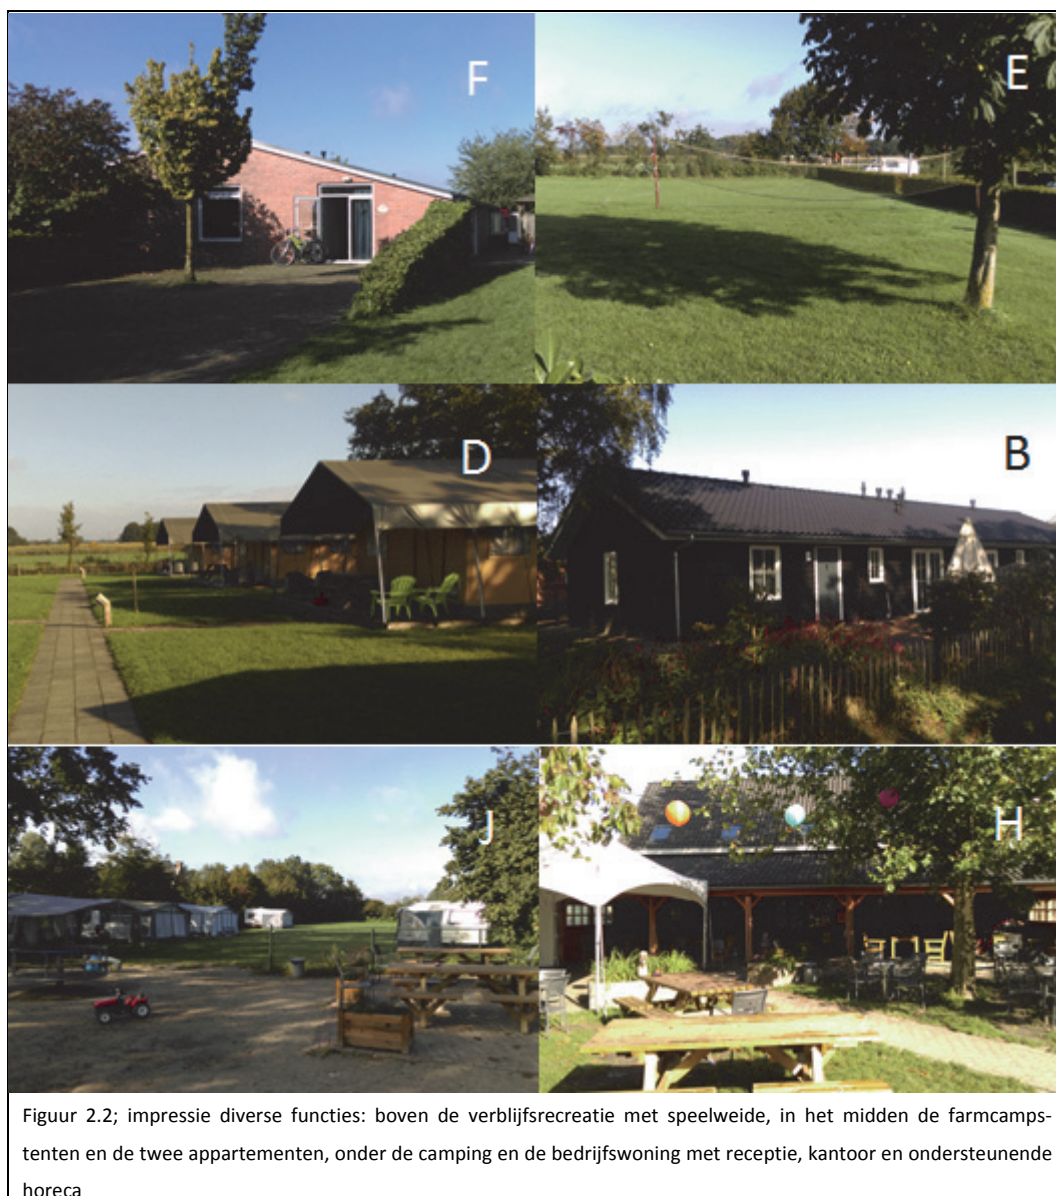 F
E
D
B
J
H
Figuur 2.2; impressie diverse functies: boven de verblijfsrecreatie met speelweide, in het midden de farmcamps-
tenten en de twee appartementen, onder de camping en de bedrijfswoning met receptie, kantoor en ondersteunende
horeca